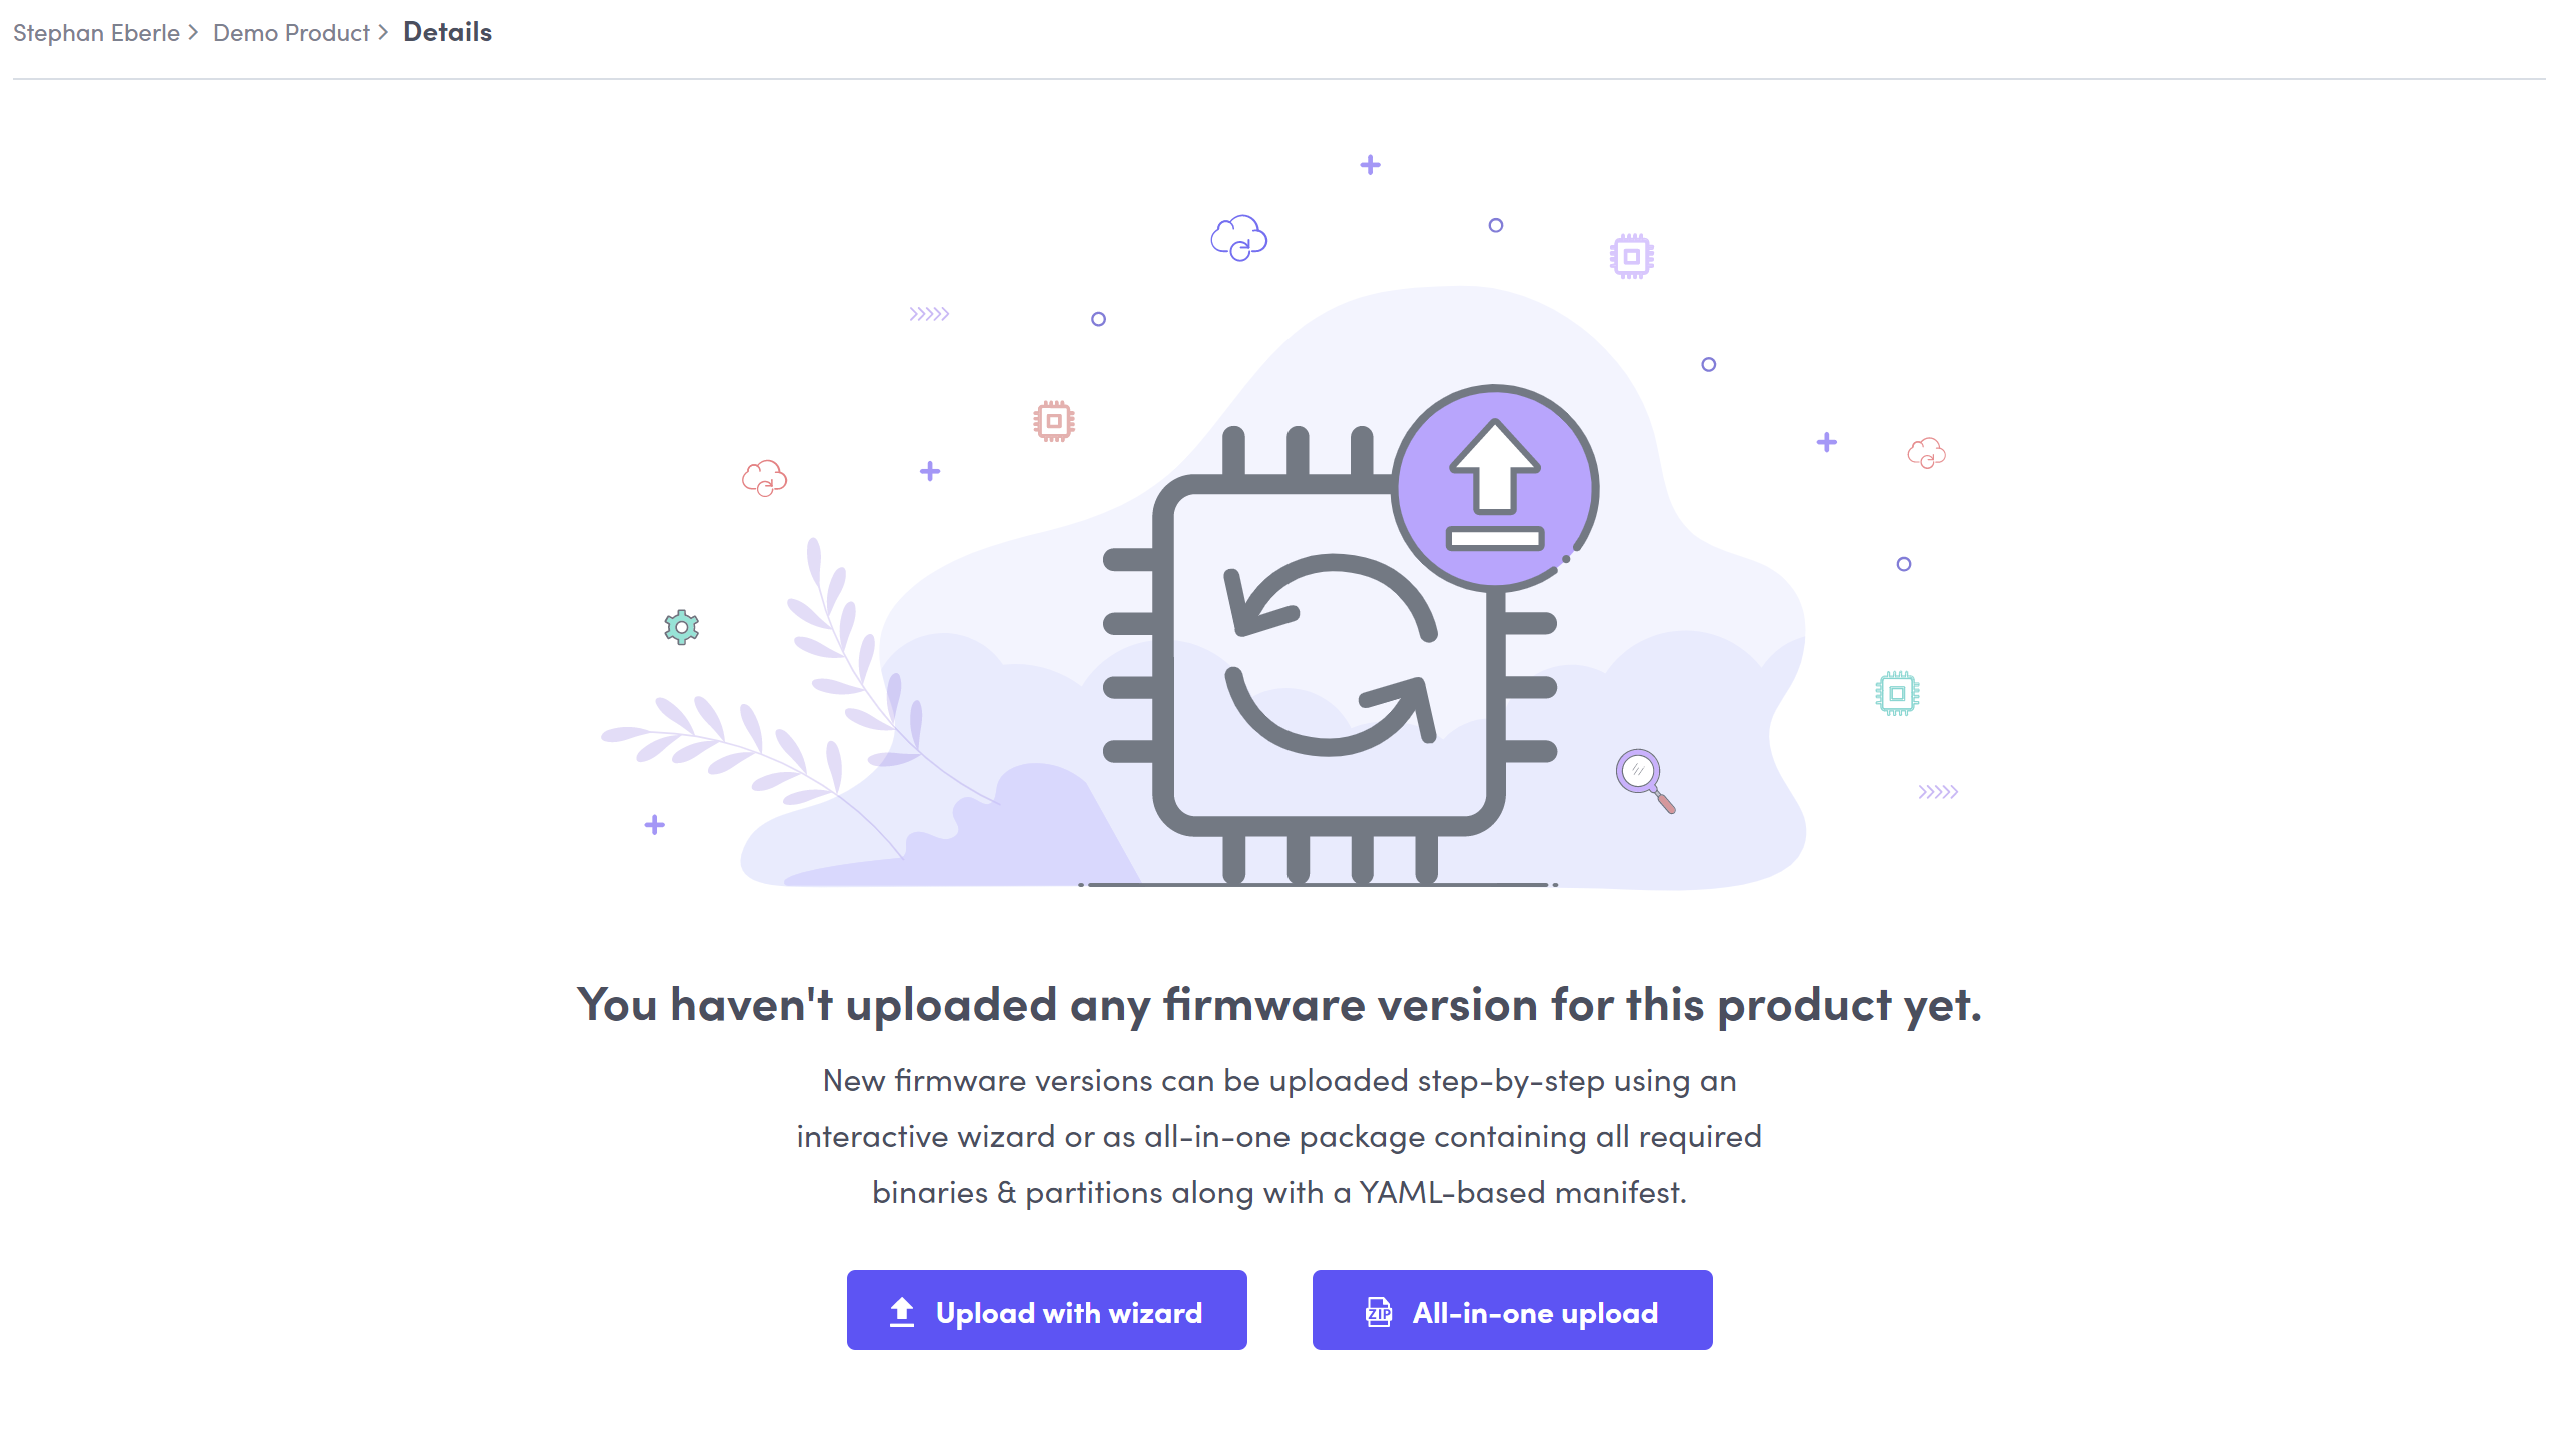 Stephan Eberle > Demo Product > Details
You haven't uploaded any firmware version for this product yet.
New firmware versions can be uploaded step-by-step using an
interactive wizard or as all-in-one package containing all required
binaries & partitions along with a YAML-based manifest.
Upload with wizard
ZIP All-in-one upload